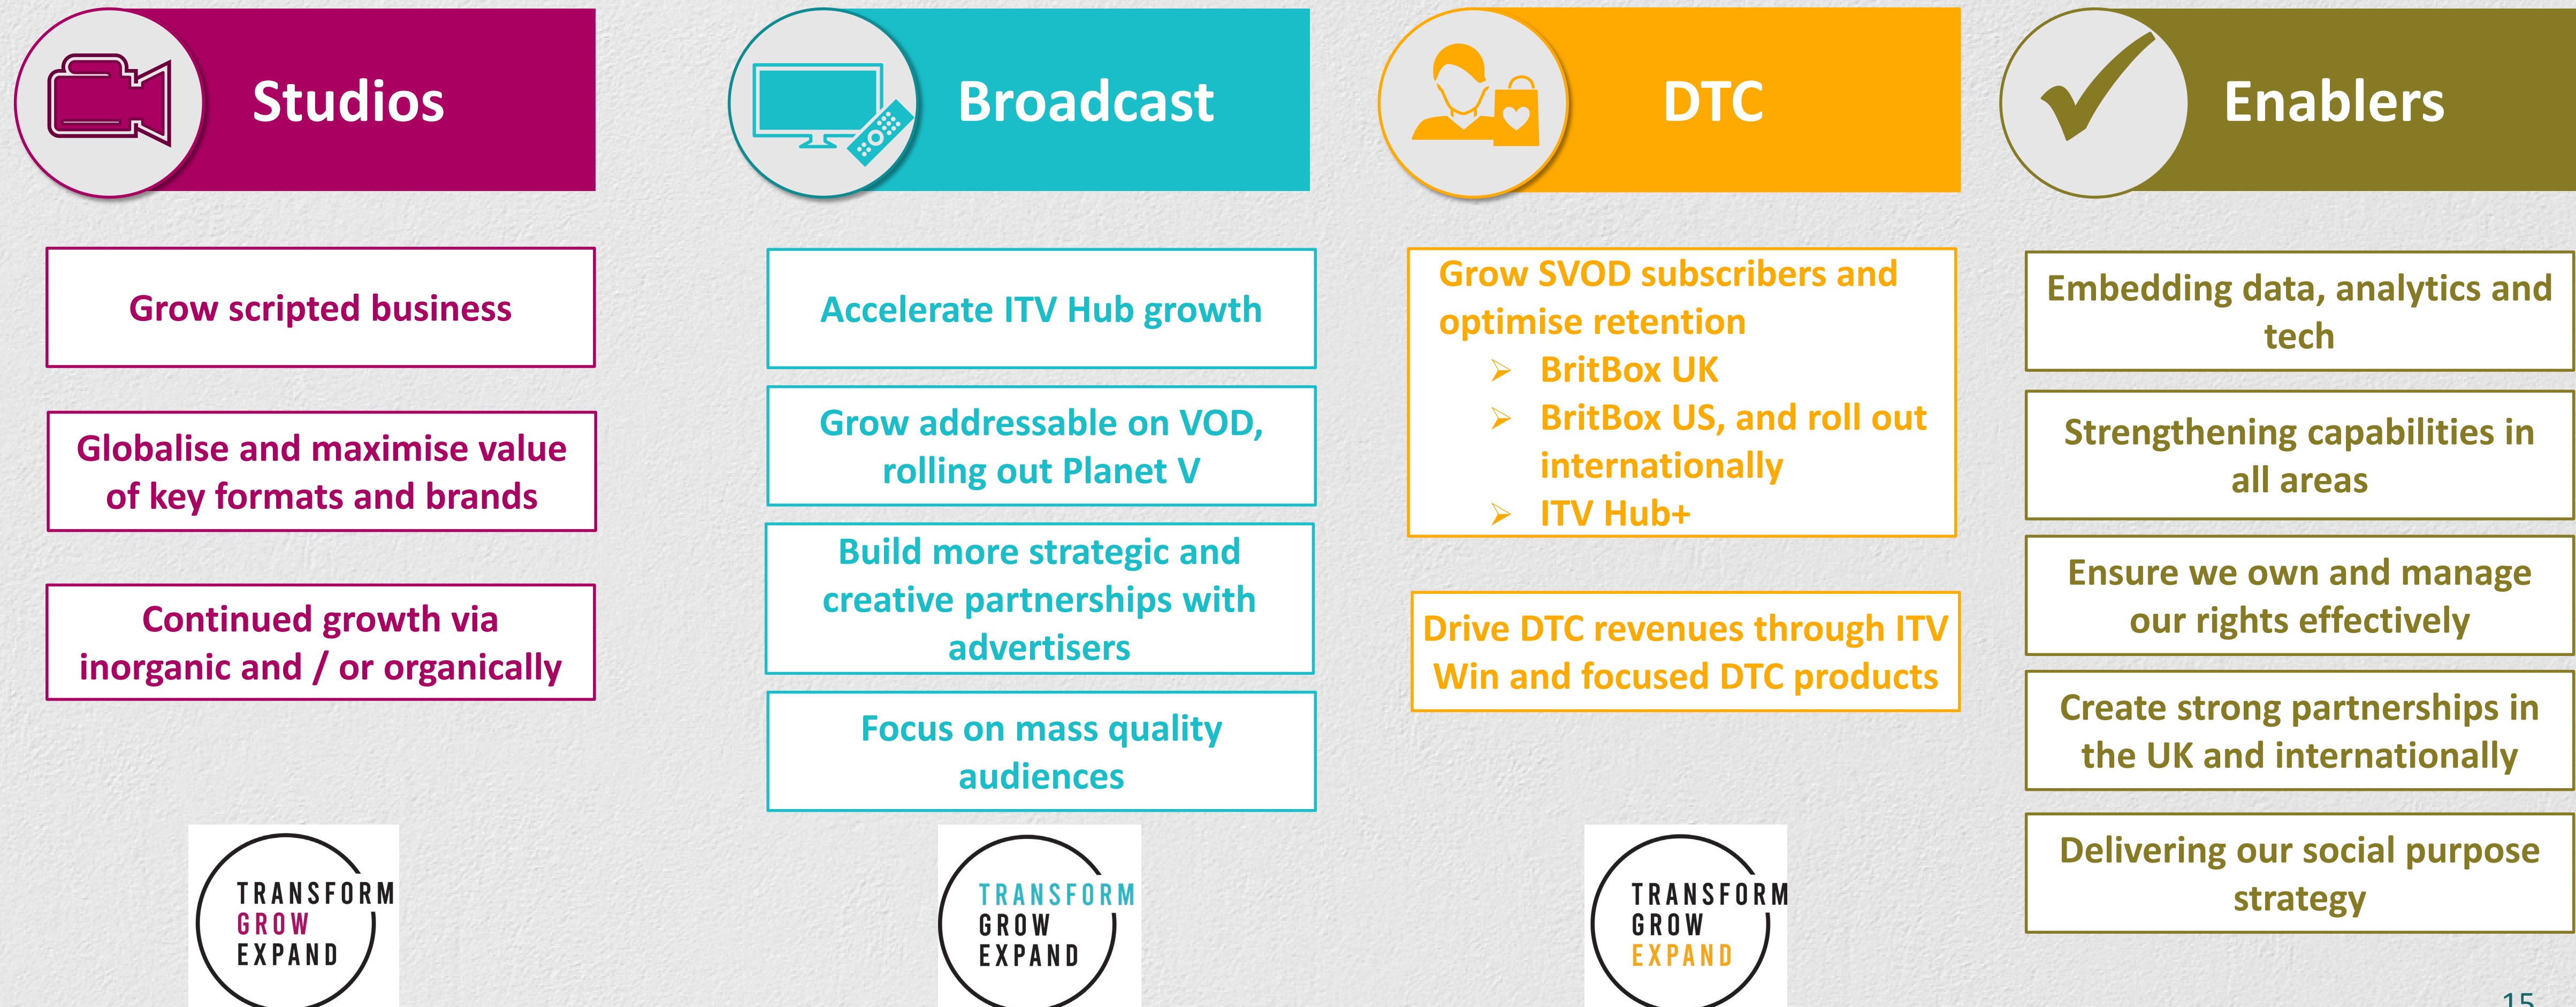 Studios
Grow scripted business
Globalise and maximise value
of key formats and brands
Continued growth via
inorganic and / or organically
TRANSFORM
GROW
EXPAND
Broadcast
Accelerate ITV Hub growth
Grow addressable on VOD,
rolling out Planet V
Build more strategic and
creative partnerships with
advertisers
Focus on mass quality
audiences
TRANSFORM
GROW
EXPAND
DTC
Grow SVOD subscribers and
optimise retention
➢ BritBox UK
➢ BritBox US, and roll out
internationally
➢ ITV Hub+
Drive DTC revenues through ITV
Win and focused DTC products
TRANSFORM
GROW
EXPAND
Enablers
Embedding data, analytics and
tech
Strengthening capabilities in
all areas
Ensure we own and manage
our rights effectively
Create strong partnerships in
the UK and internationally
Delivering our social purpose
strategy
15